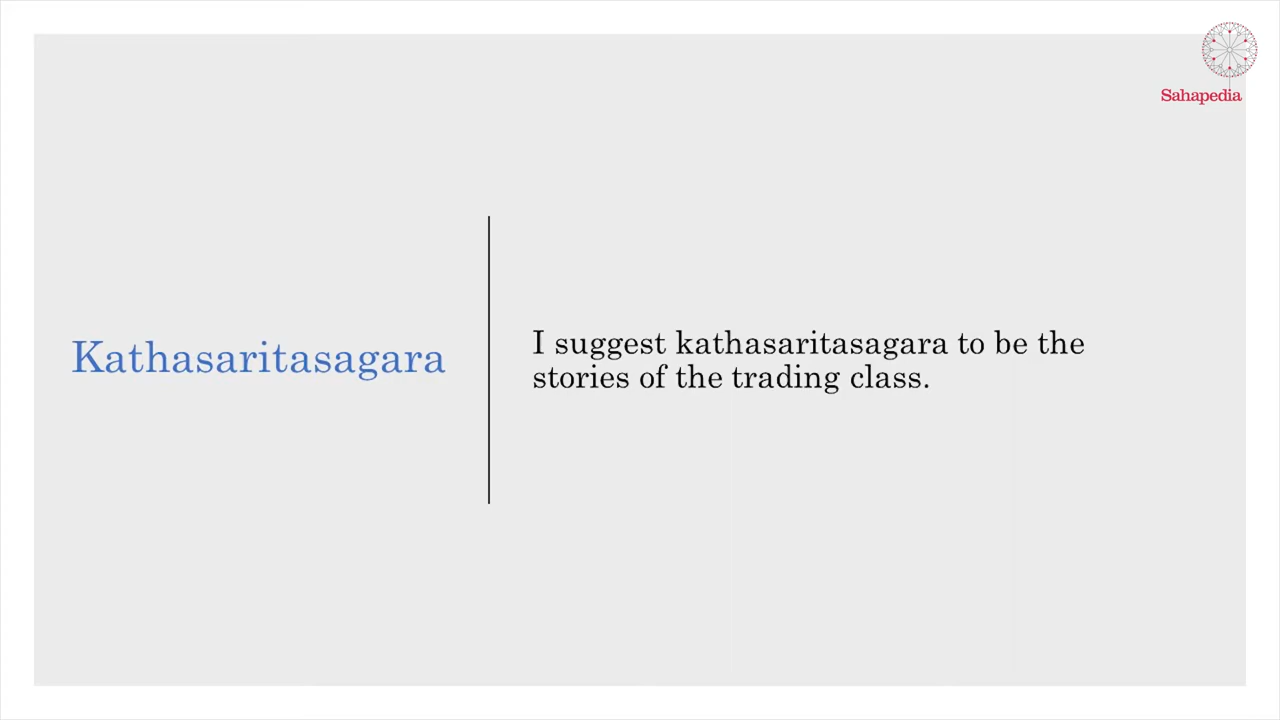 Sahapedia
Kathasaritasagara
I suggest kathasaritasagara to be the
stories of the trading class.